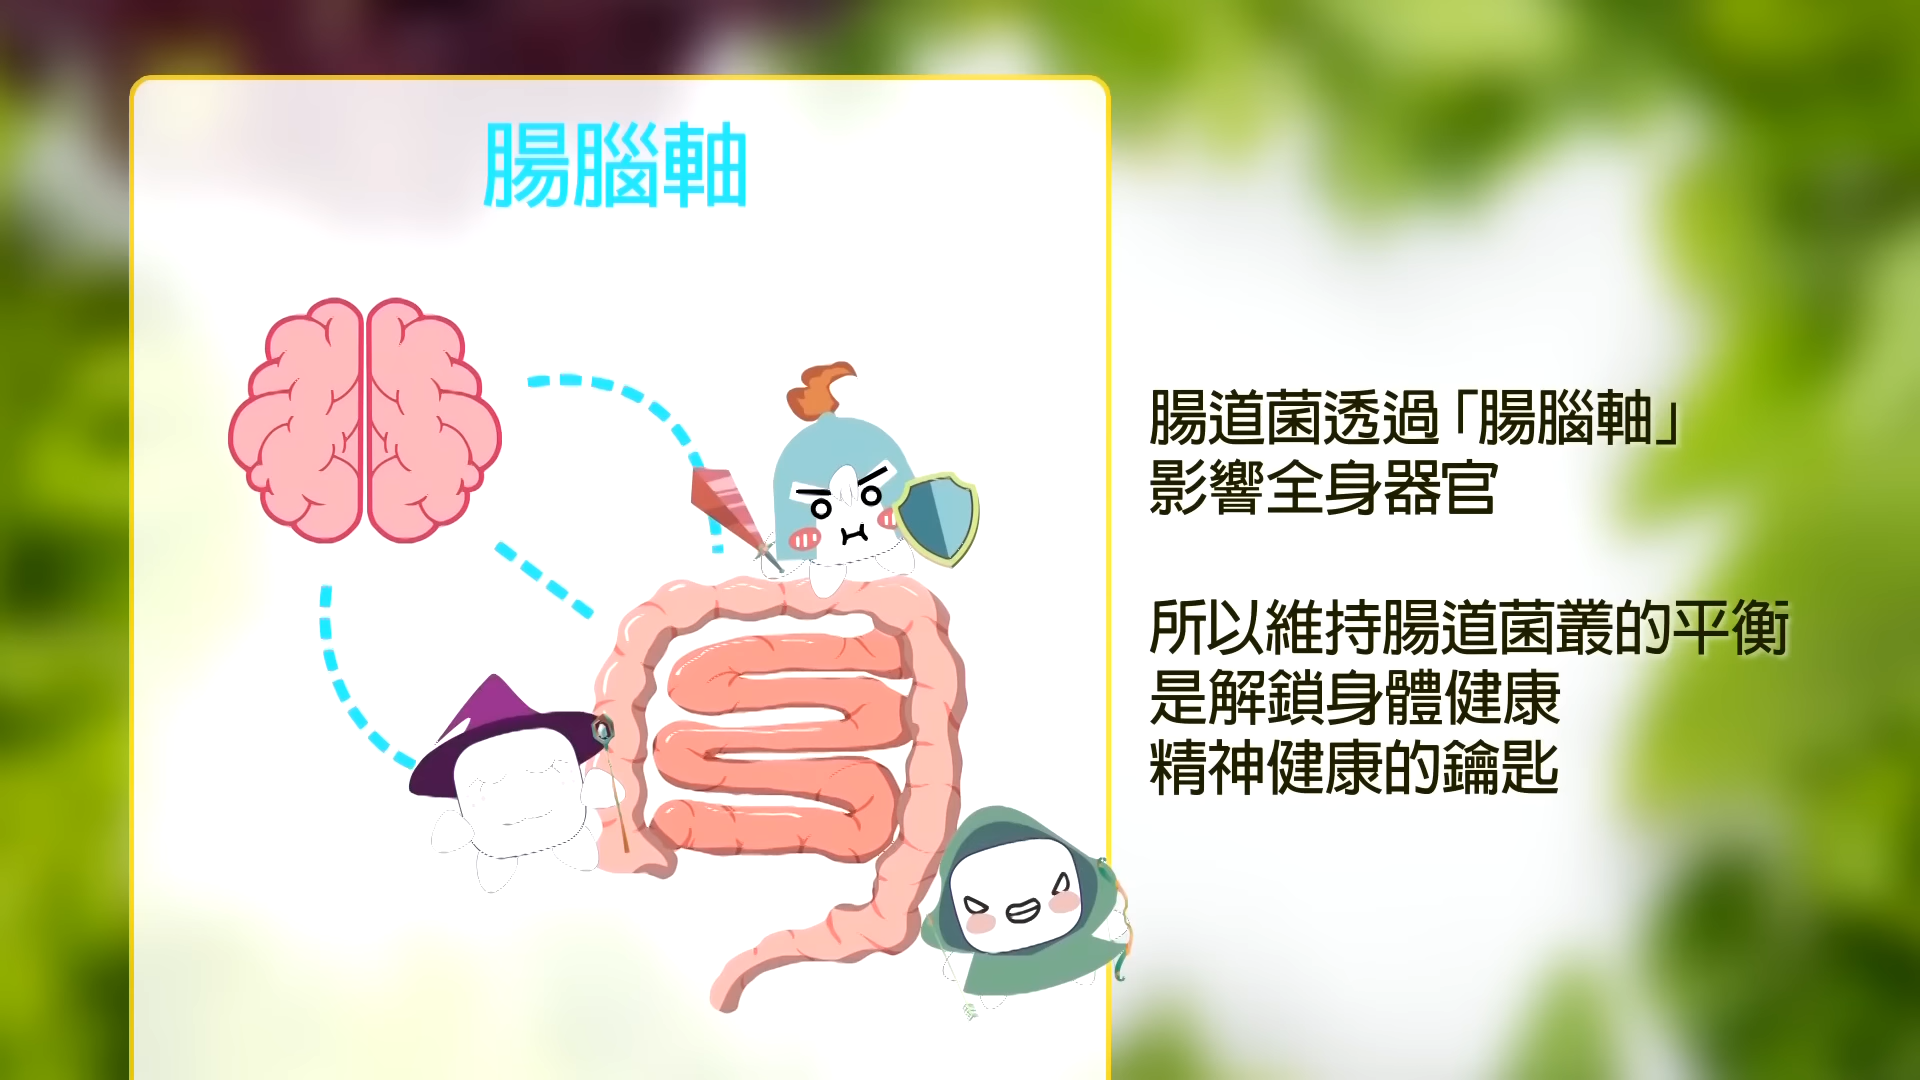 腸腦軸
腸道菌透過「腸腦軸」
影響全身器官
所以維持腸道菌叢的平衡
是解鎖身體健康
精神健康的鑰匙